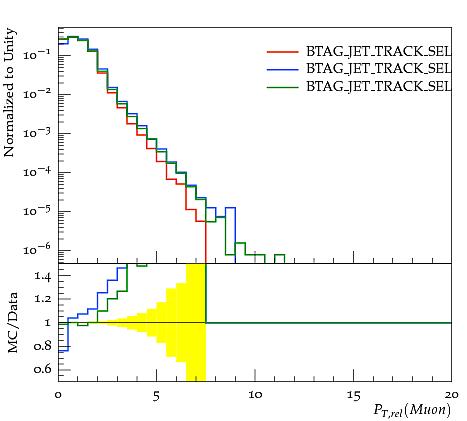 Normalized to Unity
10⁻¹
10⁻²
10⁻³
10⁻⁴
10⁻⁵
10⁻⁶
BTAG_JET_TRACK_SEL
BTAG_JET_TRACK_SEL
BTAG_JET_TRACK_SEL
MC/Data
1.4
1.2
1
0.8
0.6
0 5 10 15 20
P_{T,rel}(Muon)